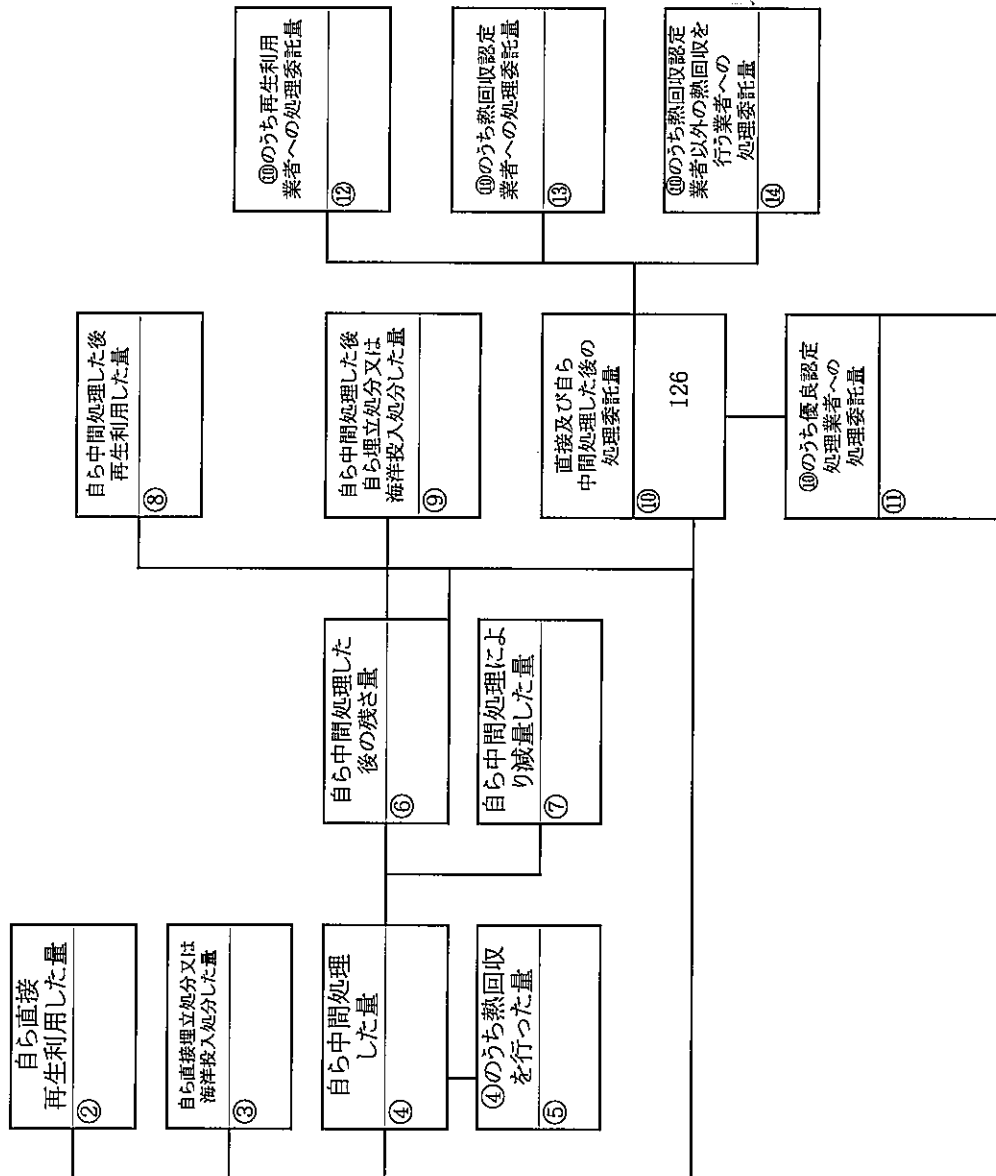 自ら直接
再生利用した量
②
自ら直接埋立処分又は
海洋投入処分した量
③
自ら中間処理
した量
④
④のうち熱回収
を行った量
⑤
自ら中間処理した
後の残さ量
⑥
自ら中間処理によ
り減量した量
⑦
自ら中間処理した後
再生利用した量
⑧
自ら中間処理した後
自ら埋立処分又は
海洋投入処分した量
⑨
直接及び自ら
中間処理した後の
処理委託量
⑩
126
⑩のうち優良認定
処理業者への
処理委託量
⑪
⑩のうち再生利用
業者への処理委託量
⑫
⑩のうち熱回収認定
業者への処理委託量
⑬
⑩のうち熱回収認定
業者以外の熱回収を
行う業者への
処理委託量
⑭